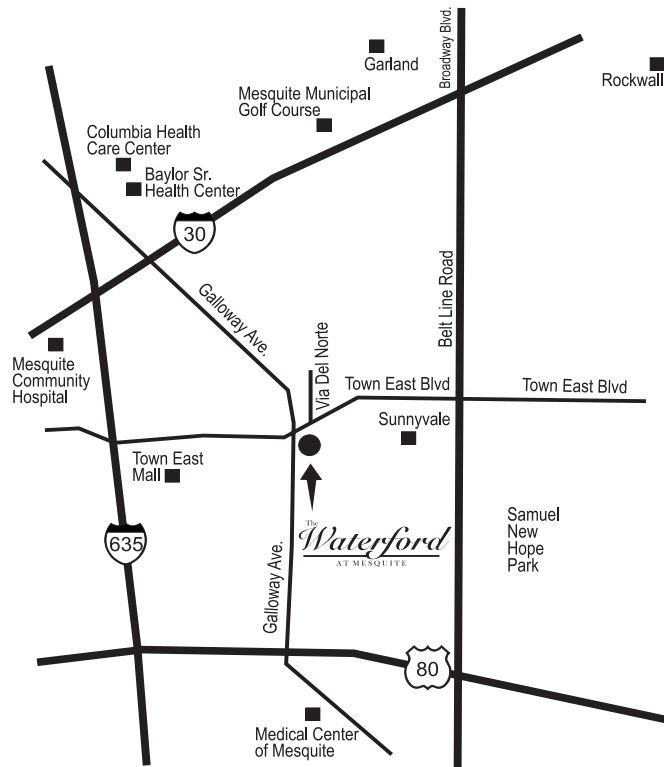 Broadway Blvd.
Garland
Rockwall
Mesquite Municipal
Golf Course
Columbia Health
Care Center
Baylor Sr.
Health Center
30
Galloway Ave.
Belt Line Road
Via Del Norte
Mesquite
Community
Hospital
Town East Blvd
Town East Blvd
Sunnyvale
Town East
Mall
635
The
Waterford
AT MESQUITE
Samuel
New
Hope
Park
Galloway Ave.
80
Medical Center
of Mesquite